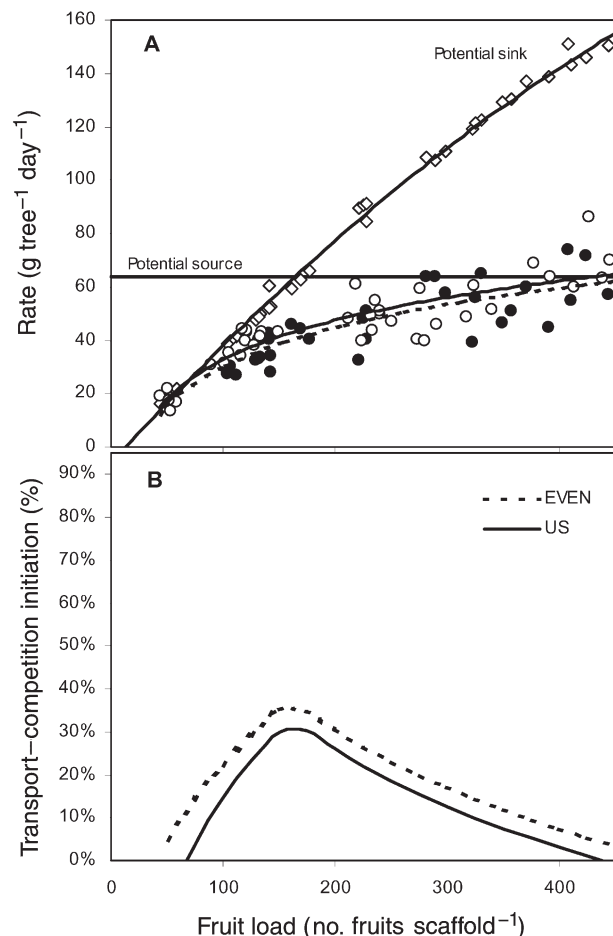 160
A
Potential sink
140
120
100
80
Potential source
60
40
20
0
Rate (g tree⁻¹ day⁻¹)
B
90%
EVEN
80%
US
70%
60%
50%
40%
30%
20%
10%
0%
Transport–competition initiation (%)
0 100 200 300 400
Fruit load (no. fruits scaffold⁻¹)